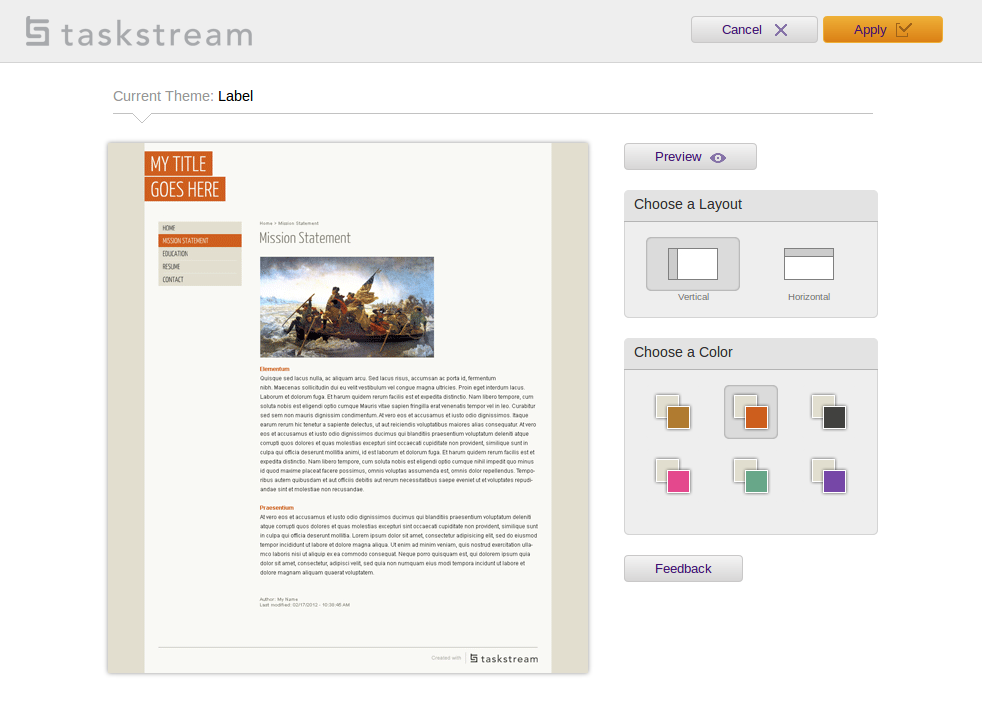 taskstream
Cancel
Apply
Current Theme: Label
MY TITLE
GOES HERE
Preview
Choose a Layout
Vertical
Horizontal
Choose a Color
Feedback
HOME
MISSION STATEMENT
EDUCATION
RESUME
CONTACT
Home > Mission Statement
Mission Statement
Elementum
Quisque sed lacus nulla, ac aliquam arcu. Sed lacus risus, accumsan ac porta id, fermentum
nibh. Maecenas sollicitudin dui eu velit vestibulum vel congue magna ultricies. Proin eget interdum lacus.
Laborum et dolorum fuga. Et harum quidem rerum facilis est et expedita distinctio. Nam libero tempore, cum
soluta nobis est eligendi optio cumque Mauris vitae sapien fringilla erat venenatis tempor vel in leo. Curabitur
sed sem non mauris dignissim condimentum. At vero eos et accusamus et iusto odio dignissimos. Itaque
earum rerum hic tenetur a sapiente delectus, ut aut reiciendis voluptatibus maiores alias consequatur. At vero
eos et accusamus et iusto odio dignissimos ducimus qui blanditiis praesentium voluptatum deleniti atque
corrupti quos dolores et quas molestias excepturi sint occaecati cupiditate non provident, similique sunt in
culpa qui officia deserunt mollitia animi, id est laborum et dolorum fuga. Et harum quidem rerum facilis est et
expedita distinctio. Nam libero tempore, cum soluta nobis est eligendi optio cumque nihil impedit quo minus
id quod maxime placeat facere possimus, omnis voluptas assumenda est, omnis dolor repellendus. Tempo-
ribus autem quibusdam et aut officiis debitis aut rerum necessitatibus saepe eveniet ut et voluptates repudi-
andae sint et molestiae non recusandae.
Praesentium
At vero eos et accusamus et iusto odio dignissimos ducimus qui blanditiis praesentium voluptatum deleniti
atque corrupti quos dolores et quas molestias excepturi sint occaecati cupiditate non provident, similique sunt
in culpa qui officia deserunt mollitia. Lorem ipsum dolor sit amet, consectetur adipisicing elit, sed do eiusmod
tempor incididunt ut labore et dolore magna aliqua. Ut enim ad minim veniam, quis nostrud exercitation ulla-
mco laboris nisi ut aliquip ex ea commodo consequat. Neque porro quisquam est, qui dolorem ipsum quia
dolor sit amet, consectetur, adipisci velit, sed quia non numquam eius modi tempora incidunt ut labore et
dolore magnam aliquam quaerat voluptatem.
Author: My Name
Last modified: 02/17/2012 - 10:39:46 AM
Created with taskstream